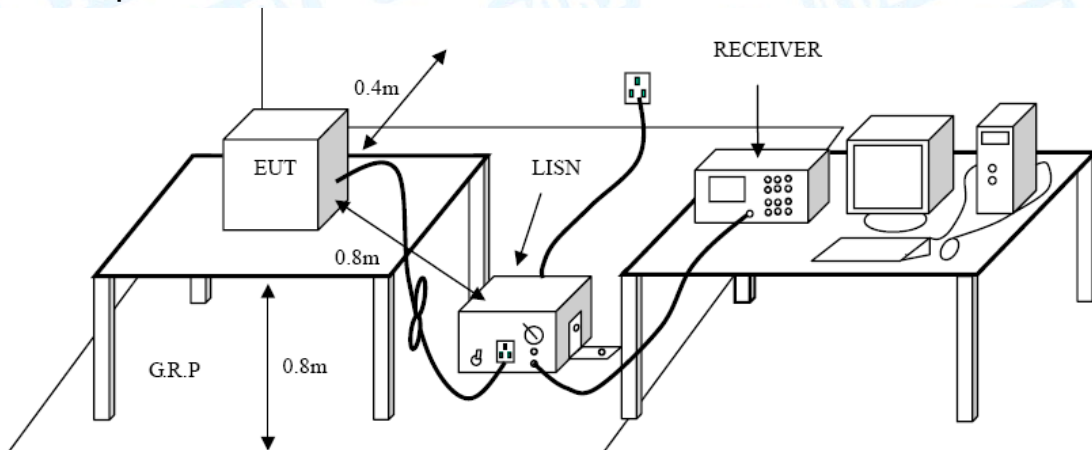 RECEIVER
0.4m
EUT
LISN
0.8m
G.R.P
0.8m